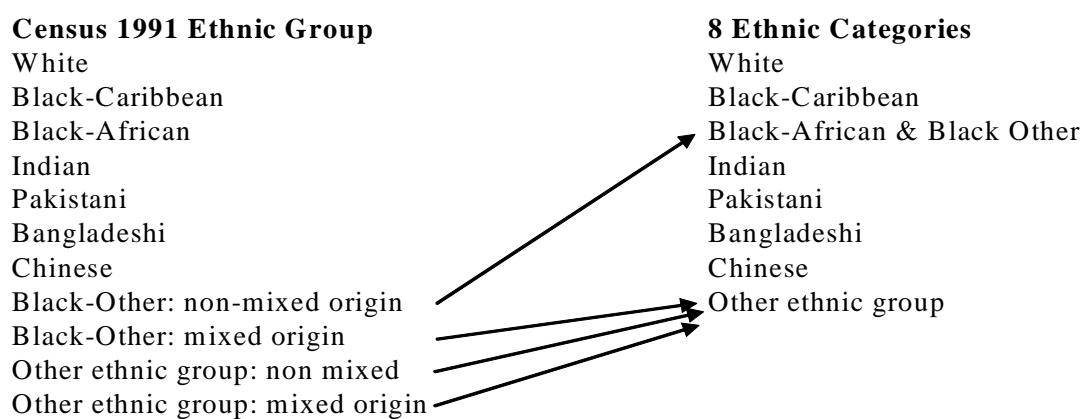 Census 1991 Ethnic Group
White
Black-Caribbean
Black-African
Indian
Pakistani
Bangladeshi
Chinese
Black-Other: non-mixed origin
Black-Other: mixed origin
Other ethnic group: non mixed
Other ethnic group: mixed origin
8 Ethnic Categories
White
Black-Caribbean
Black-African & Black Other
Indian
Pakistani
Bangladeshi
Chinese
Other ethnic group